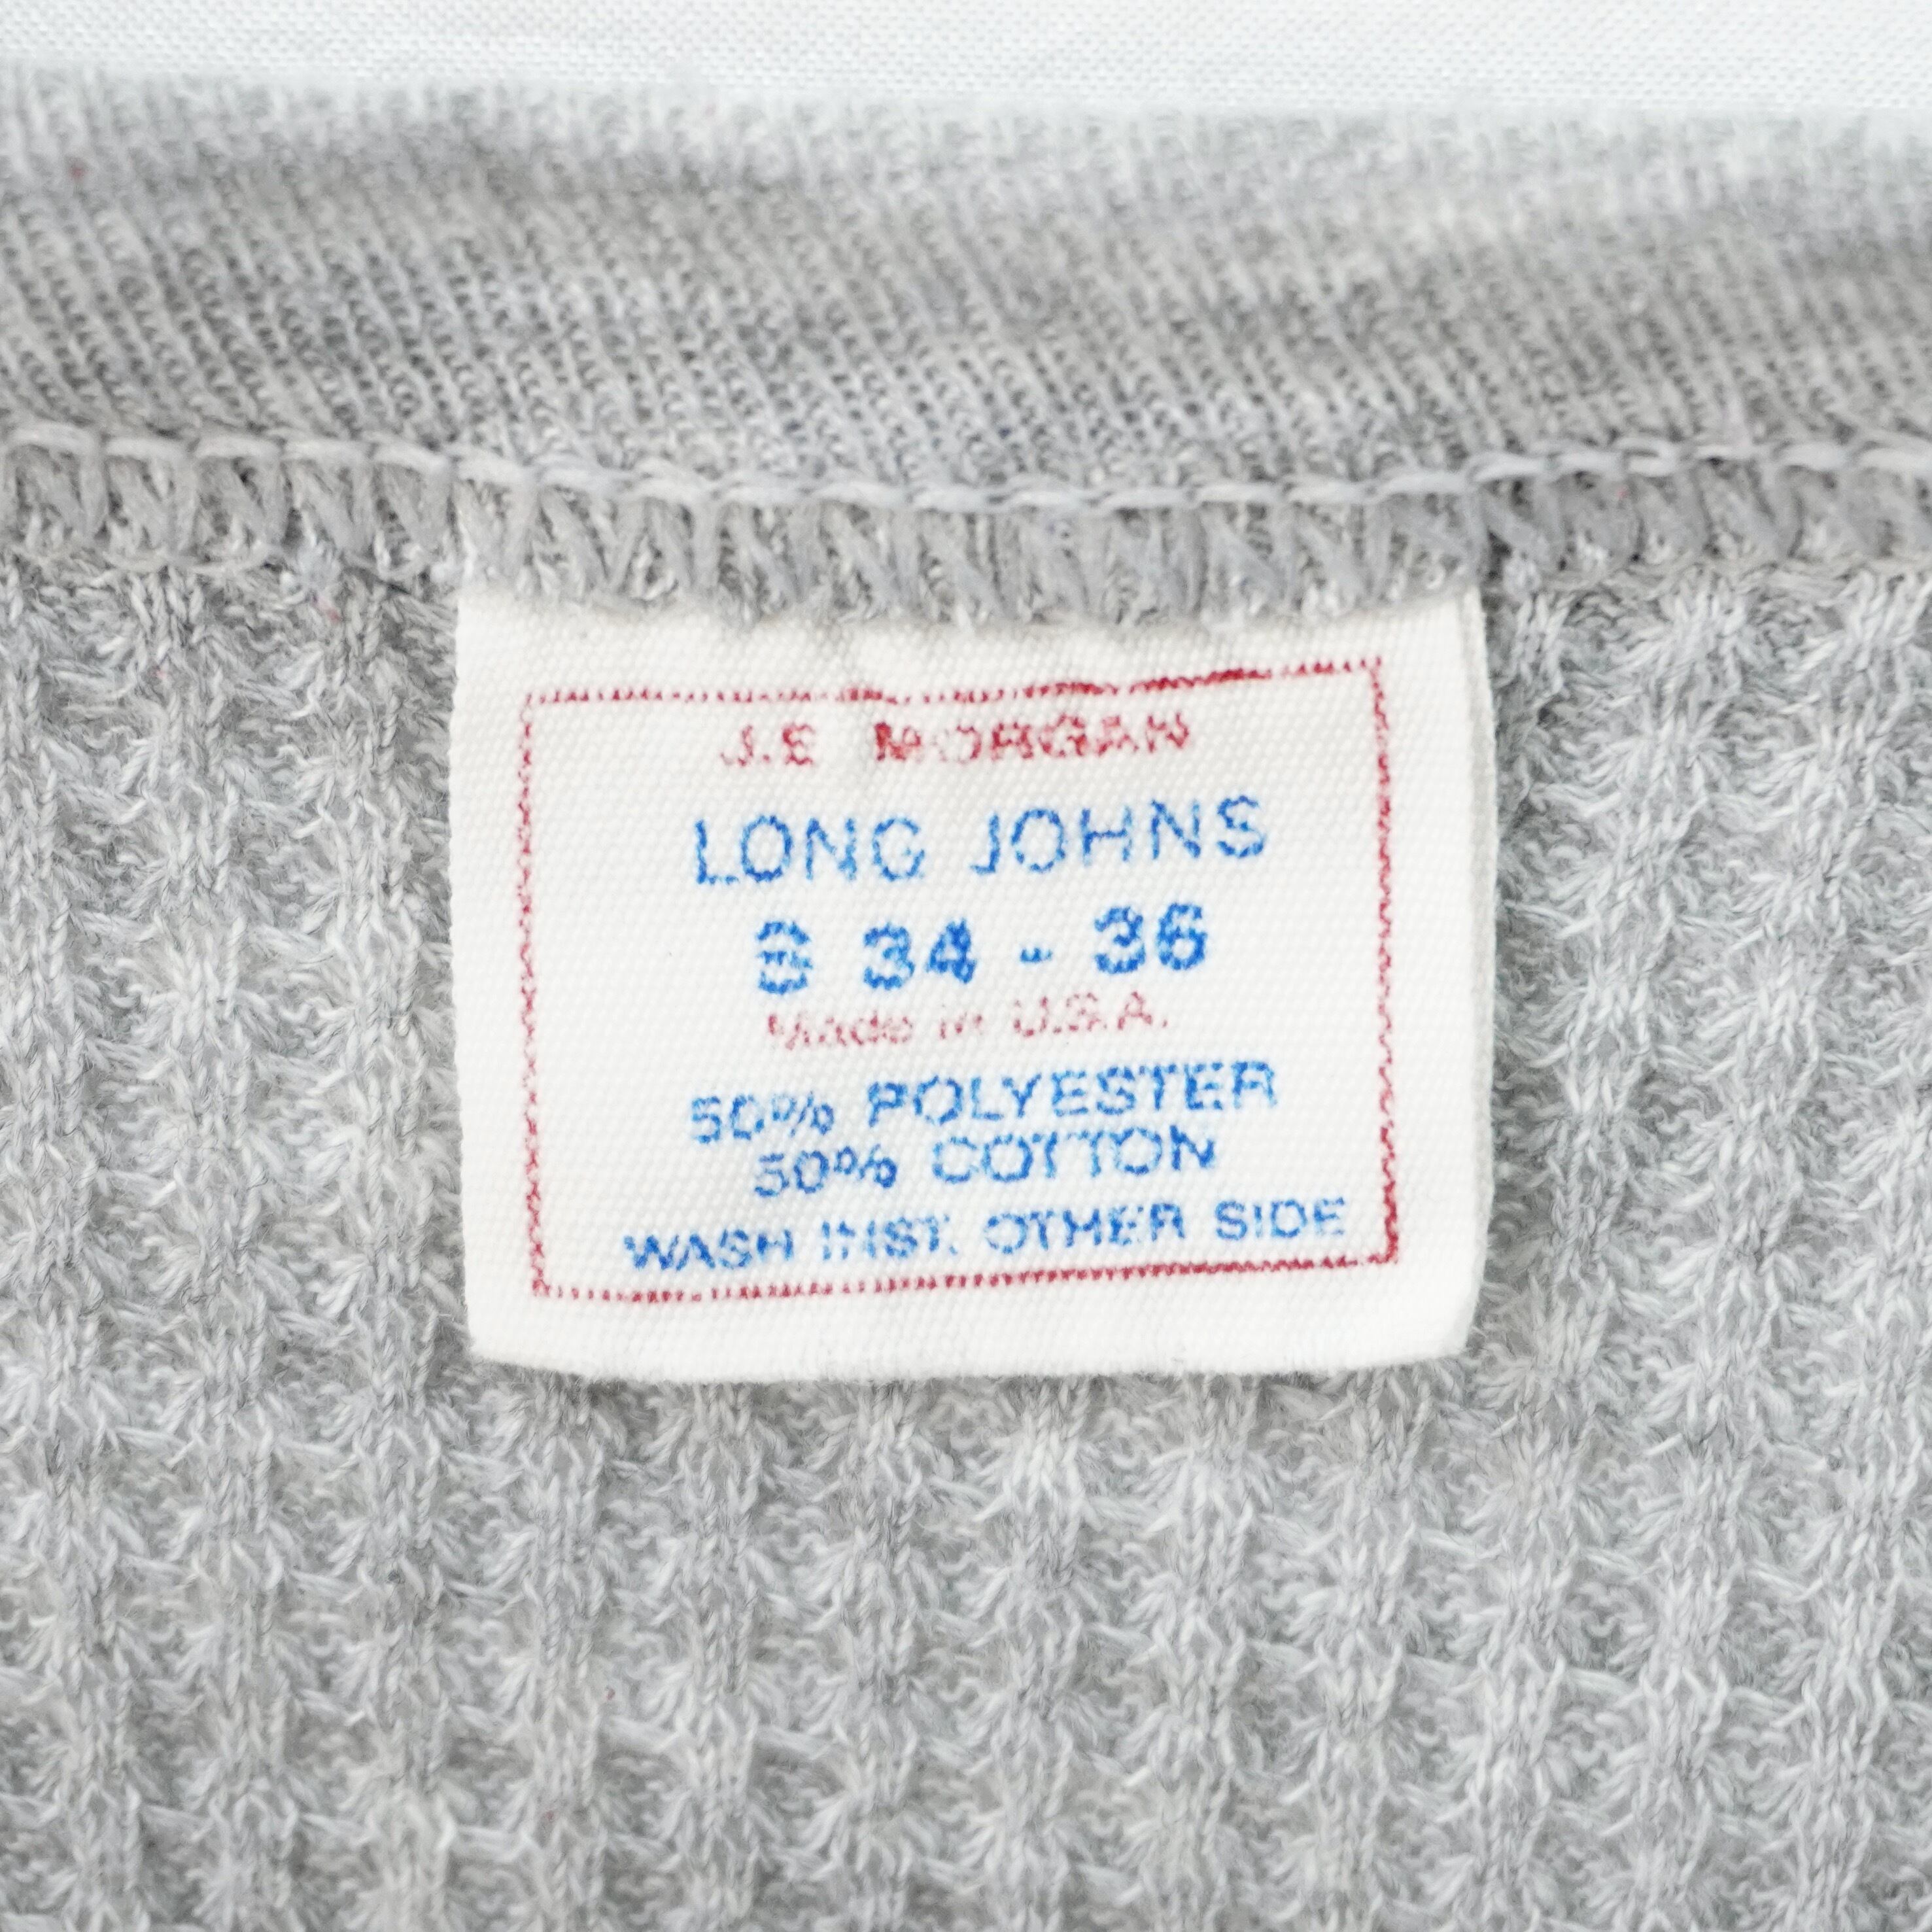 J.E MORGAN
LONG JOHNS
S 34 - 36
Made in U.S.A.
50% POLYESTER
50% COTTON
WASH INST. OTHER SIDE